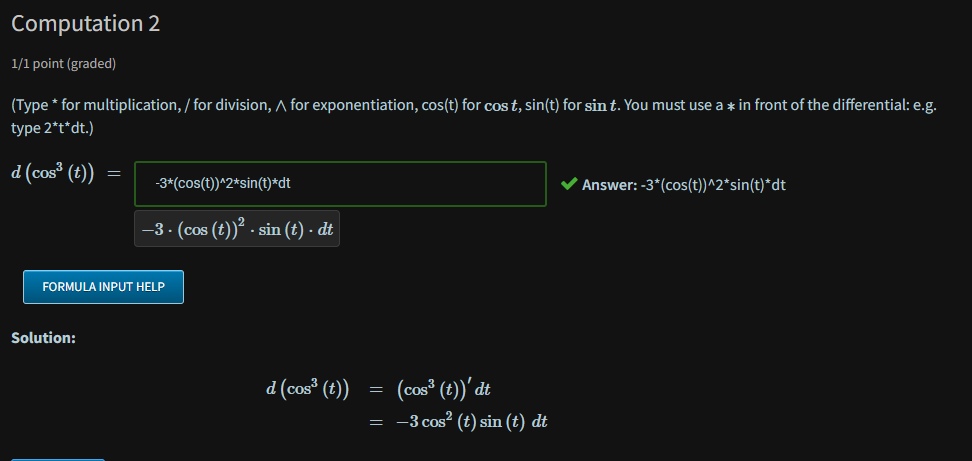 Computation 2
1/1 point (graded)
(Type * for multiplication, / for division, ∧ for exponentiation, cos(t) for cos t, sin(t) for sin t. You must use a * in front of the differential: e.g.
type 2*t*dt.)
d (cos³ (t)) = -3*(cos(t))^2*sin(t)*dt ✔ Answer: -3*(cos(t))^2*sin(t)*dt
−3 · (cos (t))² · sin (t) · dt
FORMULA INPUT HELP
Solution:
d (cos³ (t)) = (cos³ (t))′ dt
= −3 cos² (t) sin (t) dt